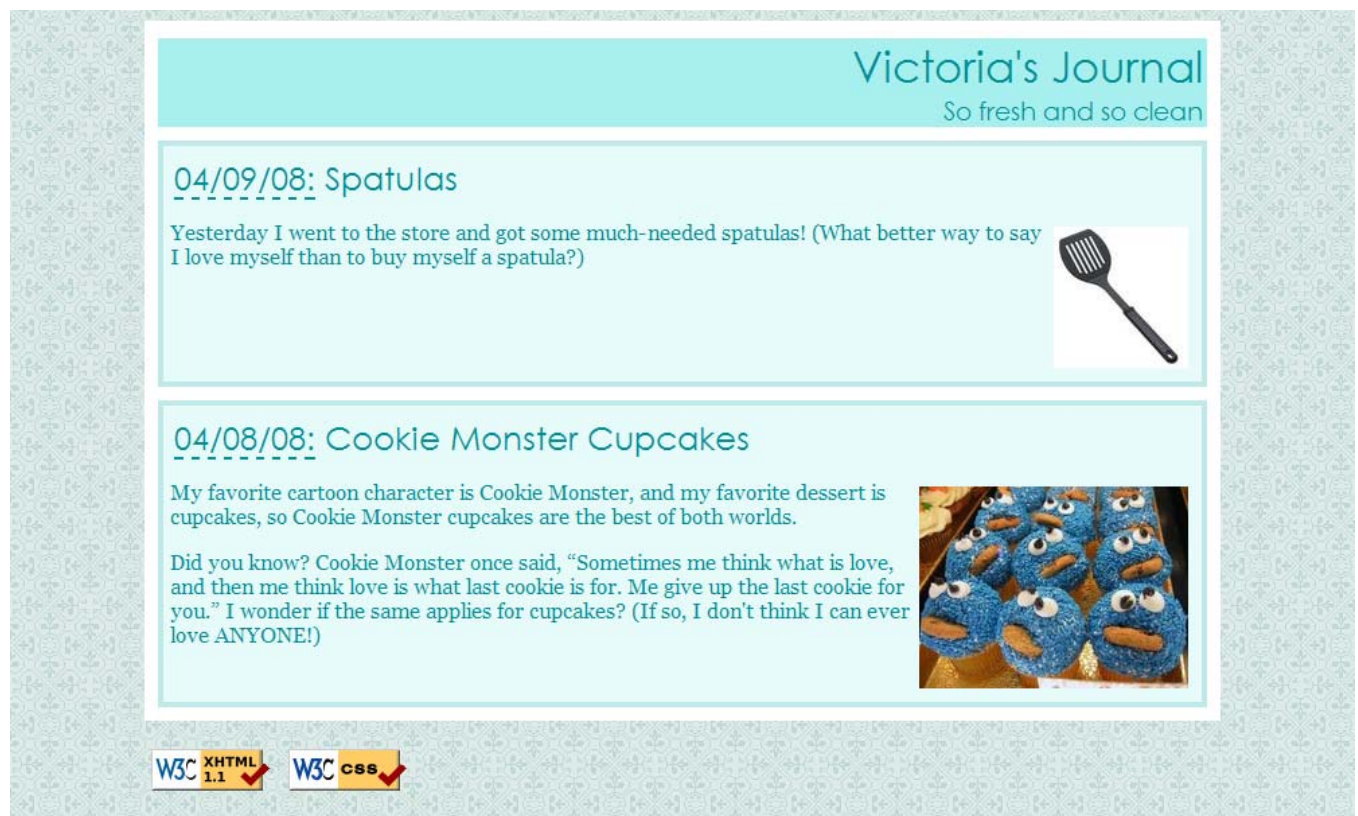 Victoria's Journal
So fresh and so clean
04/09/08: Spatulas
Yesterday I went to the store and got some much-needed spatulas! (What better way to say
I love myself than to buy myself a spatula?)
04/08/08: Cookie Monster Cupcakes
My favorite cartoon character is Cookie Monster, and my favorite dessert is
cupcakes, so Cookie Monster cupcakes are the best of both worlds.
Did you know? Cookie Monster once said, “Sometimes me think what is love,
and then me think love is what last cookie is for. Me give up the last cookie for
you.” I wonder if the same applies for cupcakes? (If so, I don't think I can ever
love ANYONE!)
W3C XHTML 1.1
W3C css